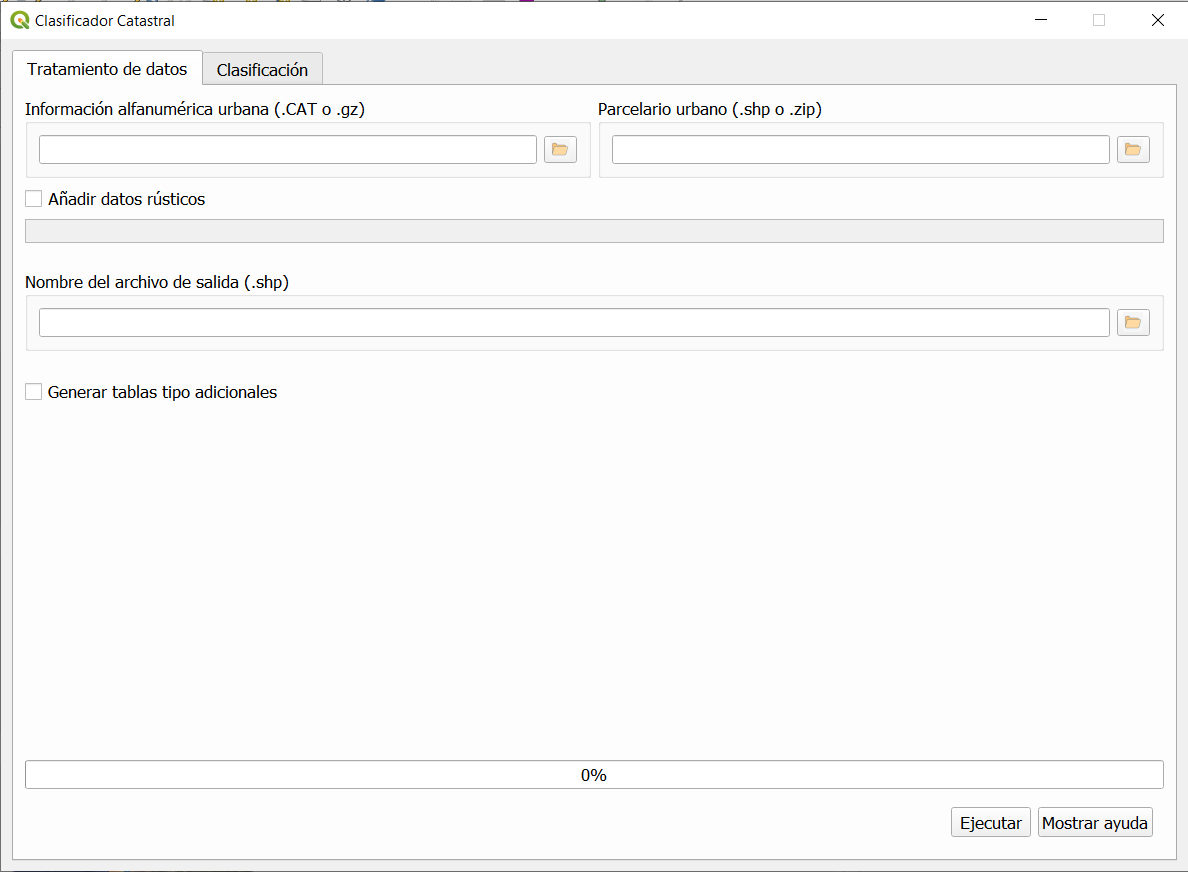 Clasificador Catastral
Tratamiento de datos
Clasificación
Información alfanumérica urbana (.CAT o .gz)
Parcelario urbano (.shp o .zip)
Añadir datos rústicos
Nombre del archivo de salida (.shp)
Generar tablas tipo adicionales
0%
Ejecutar
Mostrar ayuda